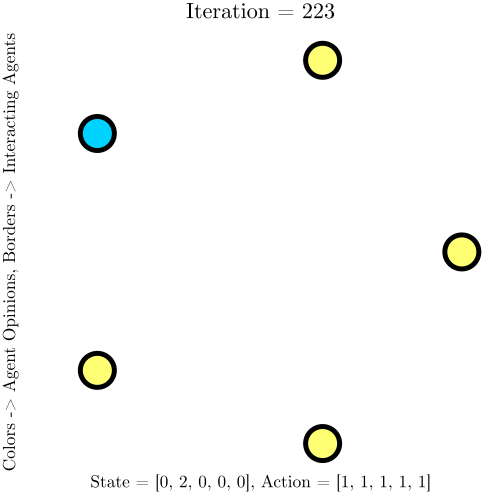 Iteration = 223
Colors -> Agent Opinions, Borders -> Interacting Agents
State = [0, 2, 0, 0, 0], Action = [1, 1, 1, 1, 1]